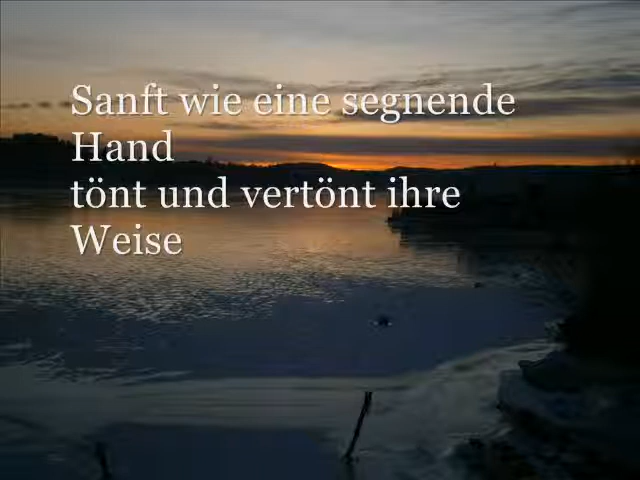 Sanft wie eine segnende
Hand
tönt und vertönt ihre
Weise